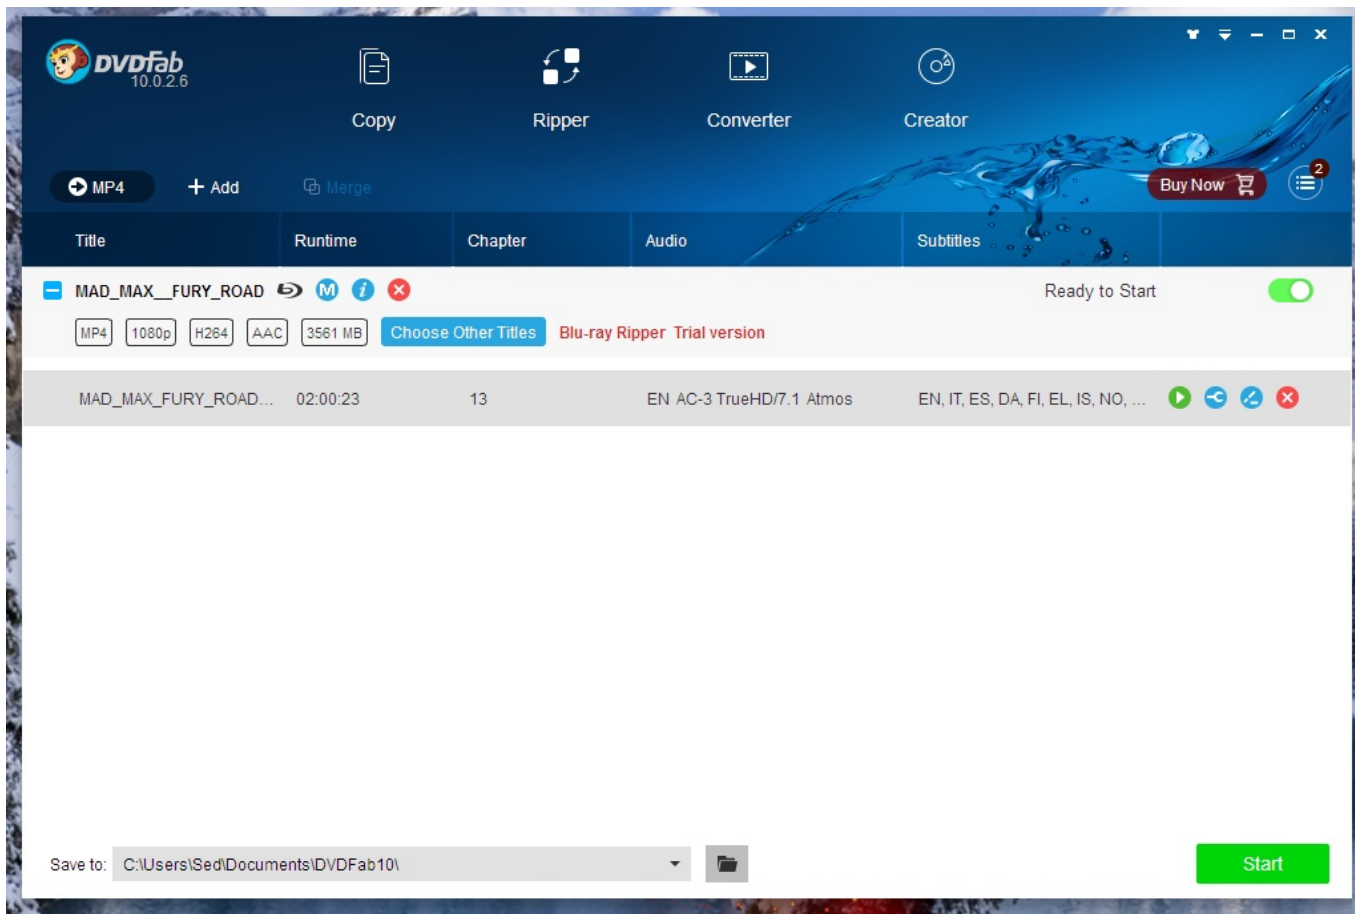 DVDFab
10.0.2.6
Copy
Ripper
Converter
Creator
MP4
Add
Merge
Buy Now
2
Title
Runtime
Chapter
Audio
Subtitles
MAD_MAX__FURY_ROAD
M
i
Ready to Start
MP4
1080p
H264
AAC
3561 MB
Choose Other Titles
Blu-ray Ripper Trial version
MAD_MAX_FURY_ROAD...
02:00:23
13
EN AC-3 TrueHD/7.1 Atmos
EN, IT, ES, DA, FI, EL, IS, NO, ...
Save to:
C:\Users\Sed\Documents\DVDFab10\
Start